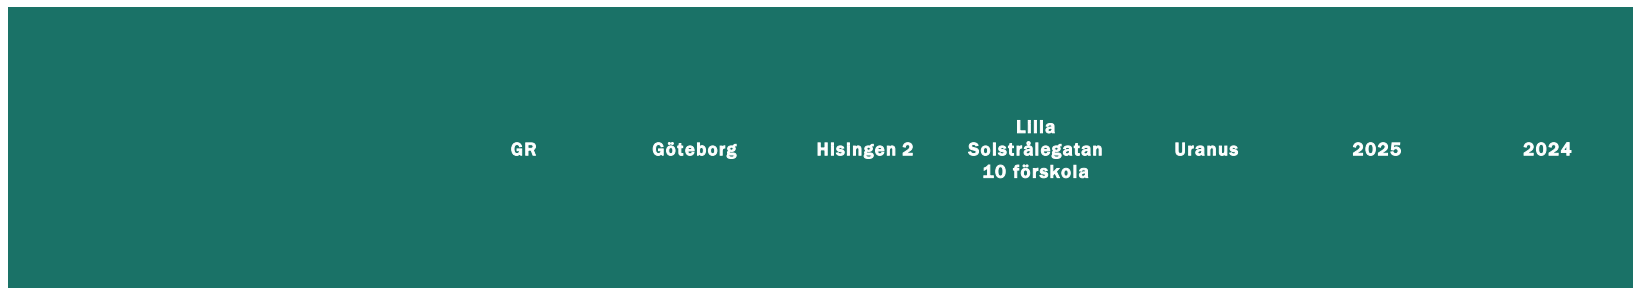 GR
Göteborg
Hisingen 2
Lilla
Solstrålegatan
10 förskola
Uranus
2025
2024